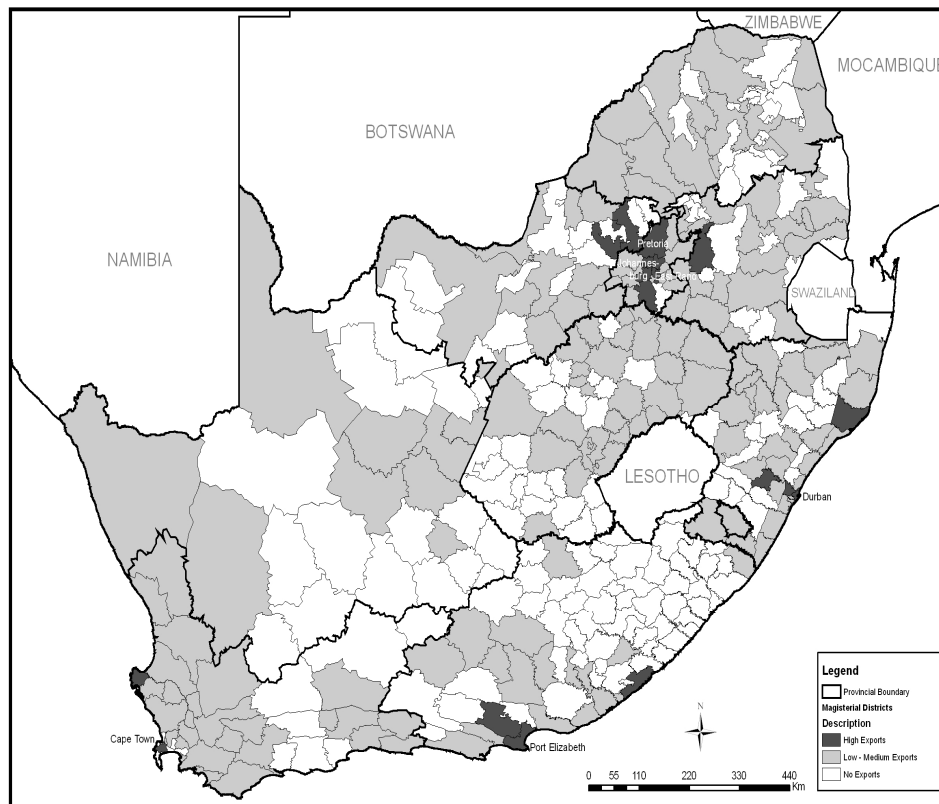 ZIMBABWE
MOCAMBIQUE
BOTSWANA
NAMIBIA
Pretoria
SWAZILAND
LESOTHO
Durban
Cape Town
Port Elizabeth
N
0 55 110 220 330 440
Km
Legend
Provincial Boundary
Magisterial Districts
Description
High Exports
Low - Medium Exports
No Exports